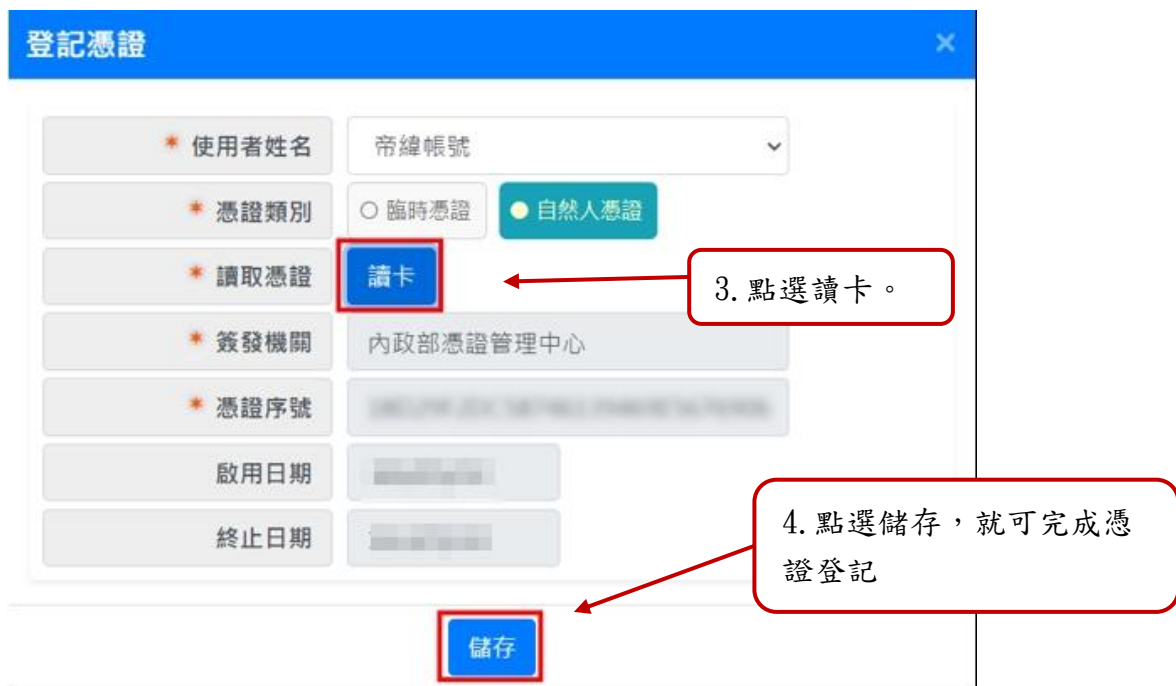 登記憑證 ×
* 使用者姓名 帝緯帳號
* 憑證類別 臨時憑證 自然人憑證
* 讀取憑證 讀卡
3.點選讀卡。
* 簽發機關 內政部憑證管理中心
* 憑證序號
啟用日期
終止日期
4.點選儲存，就可完成憑
證登記
儲存